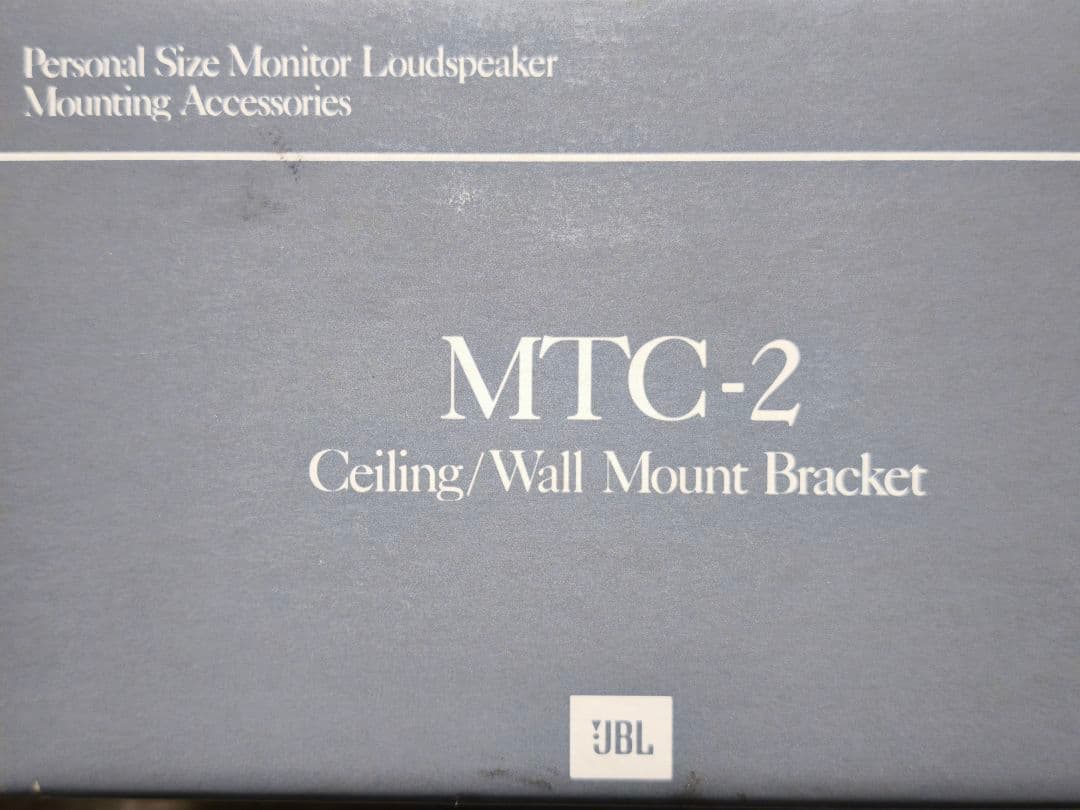 Personal Size Monitor Loudspeaker
Mounting Accessories
MTC-2
Ceiling/Wall Mount Bracket
JBL